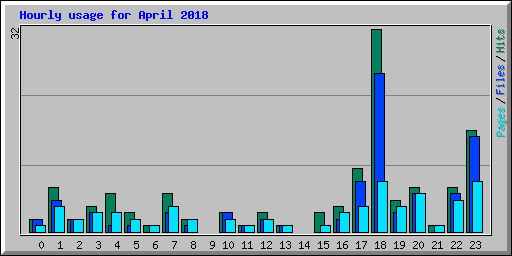 Hourly usage for April 2018
32
Pages/Files/Hits
0 1 2 3 4 5 6 7 8 9 10 11 12 13 14 15 16 17 18 19 20 21 22 23